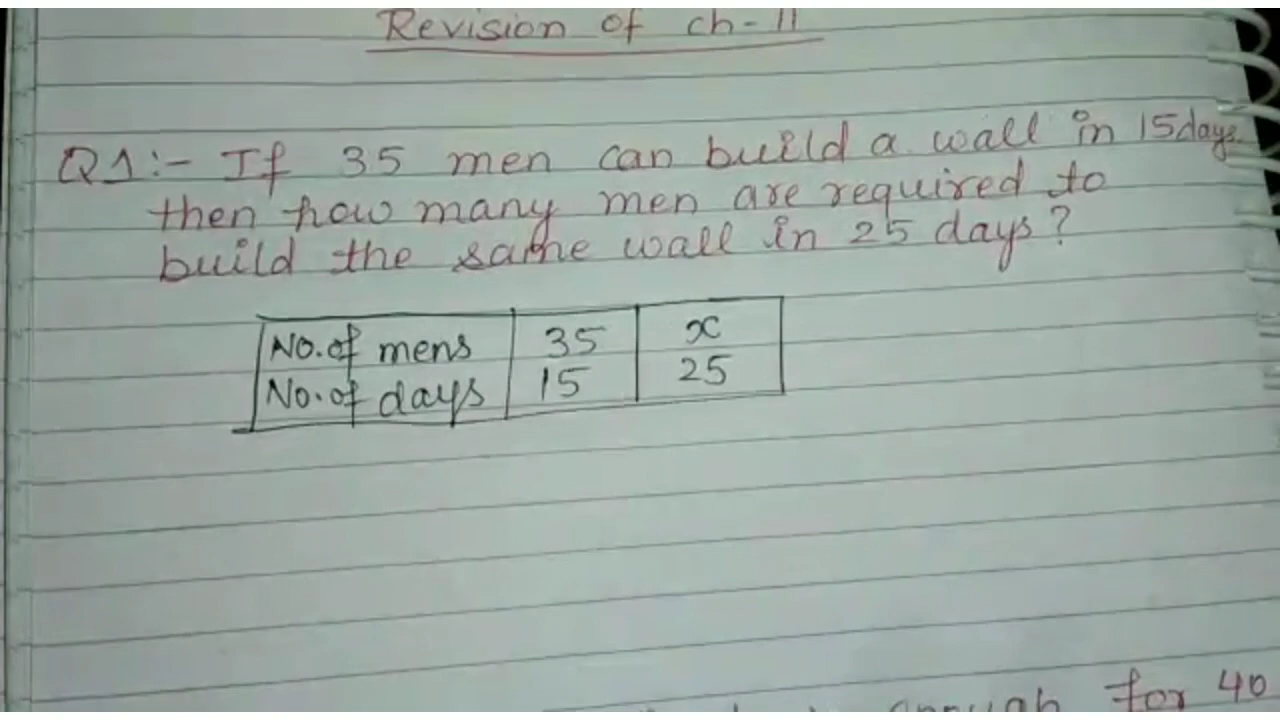 Revision of ch-11
Q1:- If 35 men can build a wall in 15days
then how many men are required to
build the same wall in 25 days?
No. of mens 35 x
No. of days 15 25
for 40